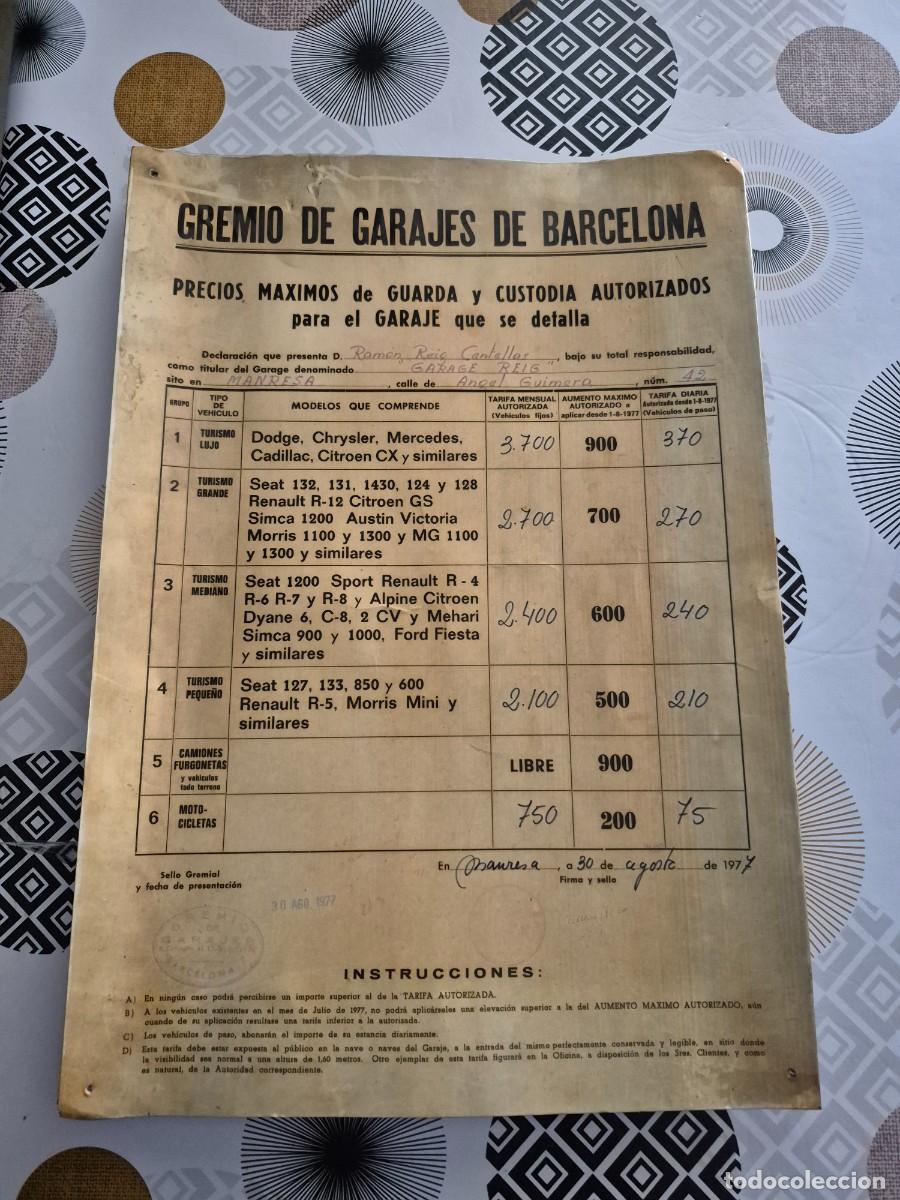 GREMIO DE GARAJES DE BARCELONA
PRECIOS MAXIMOS de GUARDA y CUSTODIA AUTORIZADOS
para el GARAJE que se detalla
Declaración que presenta D. Ramón Reig Cantallas, bajo su total responsabilidad,
como titular del Garage denominado "GARAGE REIG"
sito en MANRESA, calle de Angel Guimera, núm. 42
GRUPO TIPO DE VEHICULO MODELOS QUE COMPRENDE TARIFA MENSUAL AUTORIZADA (Vehículos fijos) AUMENTO MAXIMO AUTORIZADO a aplicar desde 1-8-1977 TARIFA DIARIA Autorizada desde 1-8-1977 (Vehículos de paso)
1 TURISMO LUJO Dodge, Chrysler, Mercedes, 3.700 900 370
Cadillac, Citroen CX y similares
2 TURISMO GRANDE Seat 132, 131, 1430, 124 y 128
Renault R-12 Citroen GS
Simca 1200 Austin Victoria 2.700 700 270
Morris 1100 y 1300 y MG 1100
y 1300 y similares
3 TURISMO MEDIANO Seat 1200 Sport Renault R-4
R-6 R-7 y R-8 y Alpine Citroen
Dyane 6, C-8, 2 CV y Mehari 2.400 600 240
Simca 900 y 1000, Ford Fiesta
y similares
4 TURISMO PEQUEÑO Seat 127, 133, 850 y 600
Renault R-5, Morris Mini y 2.100 500 210
similares
5 CAMIONES FURGONETAS y vehículos todo terreno LIBRE 900
6 MOTO-CICLETAS 750 200 75
En Manresa, a 30 de agosto de 1977
Sello Gremial
y fecha de presentación
Firma y sello
30 AGO. 1977
GREMIO DE GARAJES BARCELONA
INSTRUCCIONES:
A) En ningún caso podrá percibirse un importe superior al de la TARIFA AUTORIZADA.
B) A los vehículos existentes en el mes de Julio de 1977, no podrá aplicárseles una elevación superior a la del AUMENTO MAXIMO AUTORIZADO, aún
cuando de su aplicación resultase una tarifa inferior a la autorizada.
C) Los vehículos de paso, abonarán el importe de su estancia diariamente.
D) Esta tarifa debe estar expuesta al público en la nave o naves del Garaje, a la entrada del mismo perfectamente conservada y legible, en sitio donde
la visibilidad sea normal a una altura de 1,60 metros. Otro ejemplar de esta tarifa figurará en la Oficina, a disposición de los Sres. Clientes, y como
es natural, de la Autoridad correspondiente.
todocoleccion